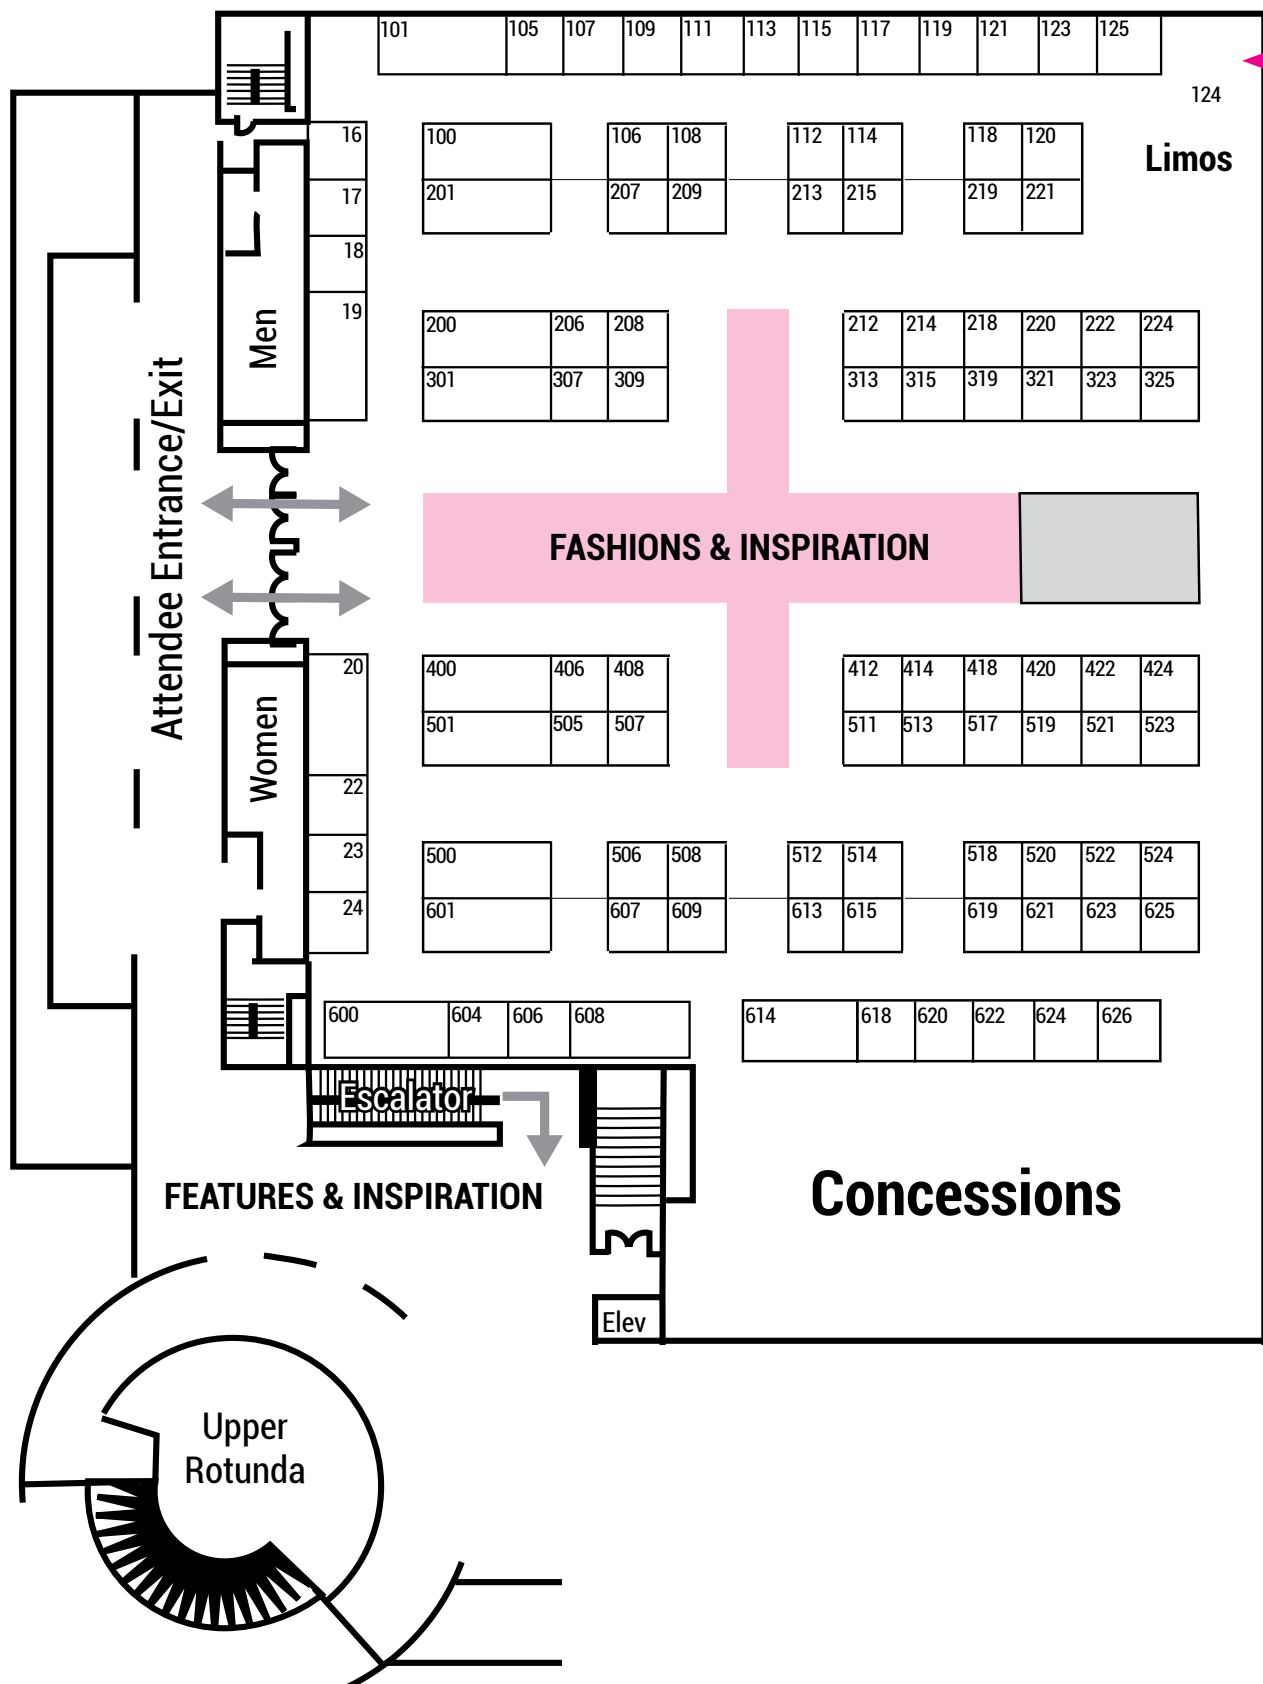 101 105 107 109 111 113 115 117 119 121 123 125
124
16 100 106 108 112 114 118 120
Limos
17 201 207 209 213 215 219 221
18
19 200 206 208 212 214 218 220 222 224
Men
301 307 309 313 315 319 321 323 325
Attendee Entrance/Exit
FASHIONS & INSPIRATION
20 400 406 408 412 414 418 420 422 424
501 505 507 511 513 517 519 521 523
Women
22
23 500 506 508 512 514 518 520 522 524
24 601 607 609 613 615 619 621 623 625
600 604 606 608 614 618 620 622 624 626
Escalator
FEATURES & INSPIRATION
Concessions
Elev
Upper
Rotunda